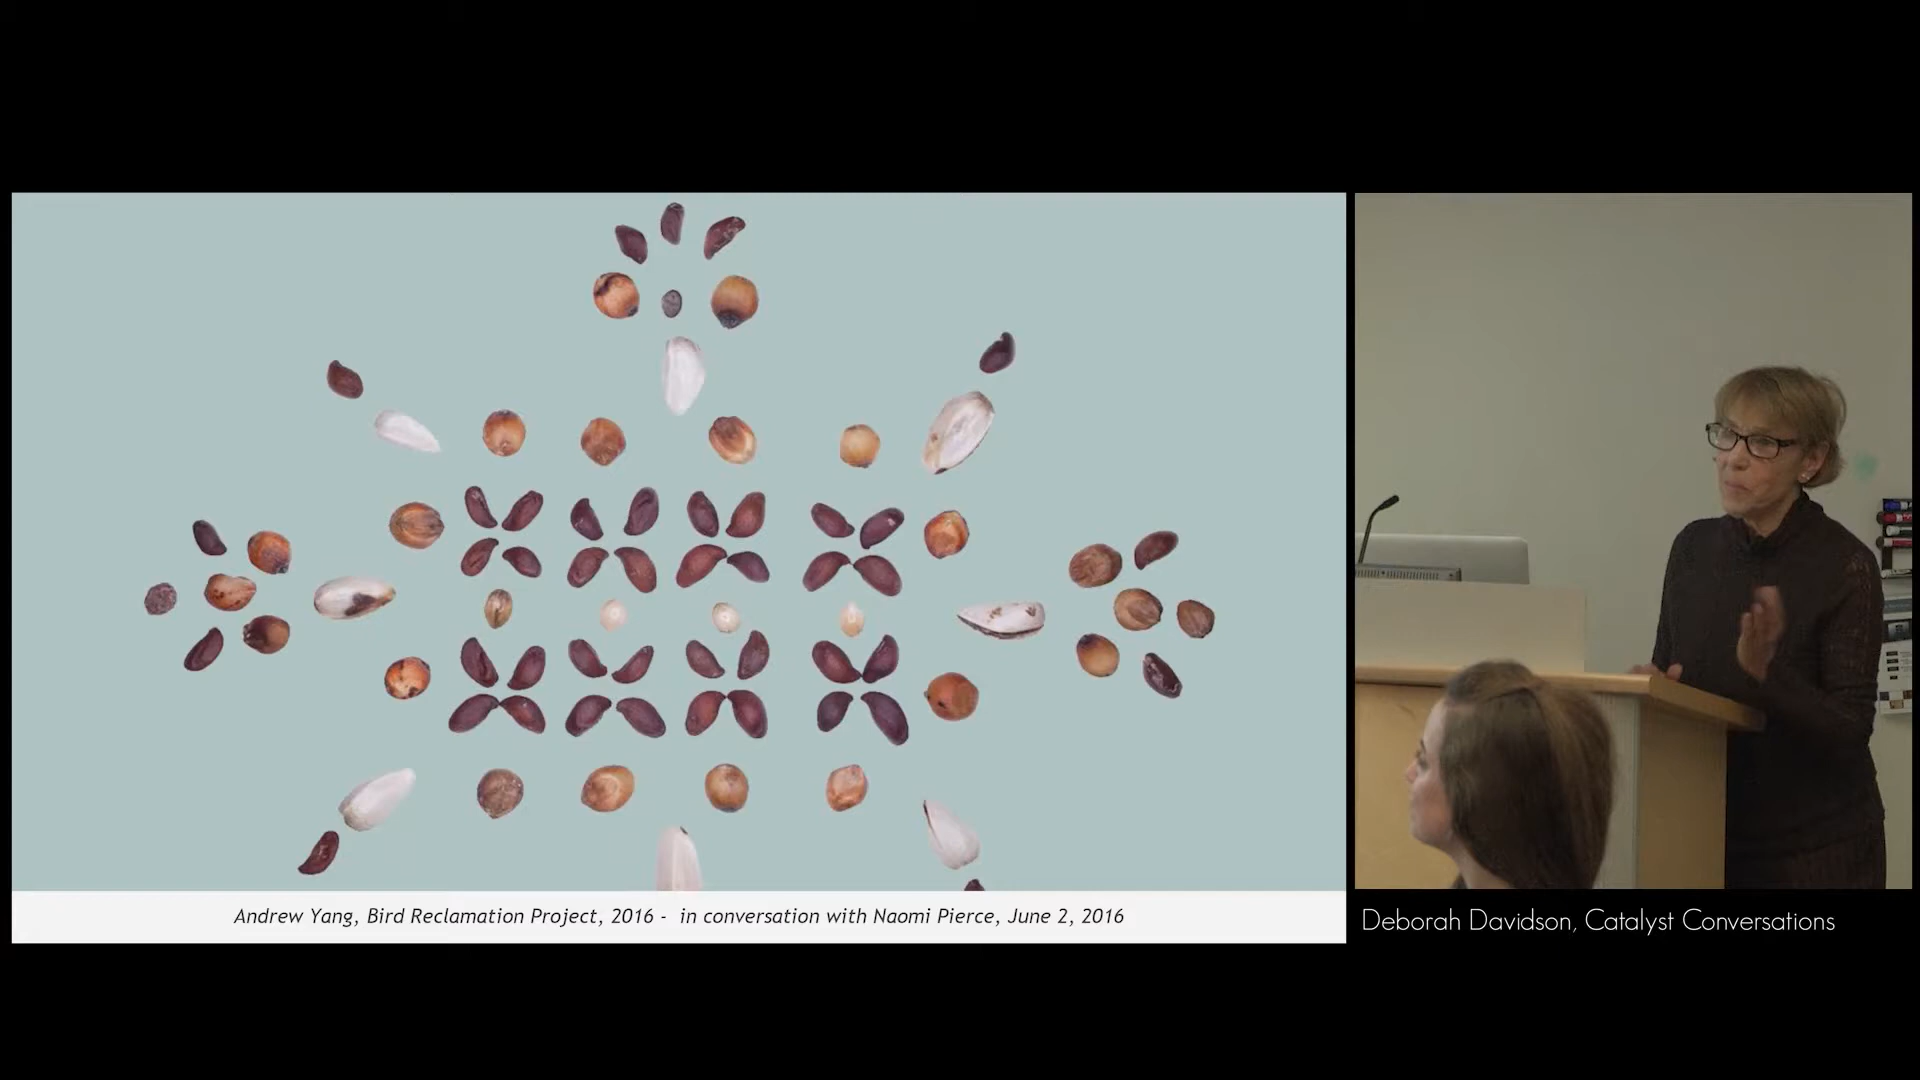 Andrew Yang, Bird Reclamation Project, 2016 - in conversation with Naomi Pierce, June 2, 2016
Deborah Davidson, Catalyst Conversations